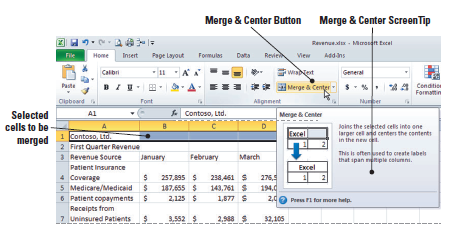 Merge & Center Button Merge & Center ScreenTip
Revenue.xlsx - Microsoft Excel
File Home Insert Page Layout Formulas Data Review View Add-Ins
Calibri 11 A A Wrap Text General
Paste B I U A Merge & Center $ % , Conditio
Formattin
Clipboard Font Alignment Number
A1 fx Contoso, Ltd.
Selected
cells to be
merged
A B C D
1 Contoso, Ltd.
2 First Quarter Revenue
3 Revenue Source January February March
Patient Insurance
4 Coverage $ 257,895 $ 238,461 $ 276,5
5 Medicare/Medicaid $ 187,655 $ 143,761 $ 194,0
6 Patient copayments $ 2,125 $ 1,877 $ 2,0
Receipts from
7 Uninsured Patients $ 3,552 $ 2,988 $ 32,105
Merge & Center
Joins the selected cells into one
larger cell and centers the contents
in the new cell.
This is often used to create labels
that span multiple columns.
Excel
1 2
Excel
1 2
Press F1 for more help.